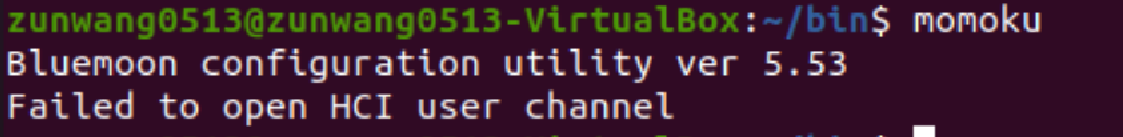 zunwang0513@zunwang0513-VirtualBox:~/bin$ momoku
Bluemoon configuration utility ver 5.53
Failed to open HCI user channel